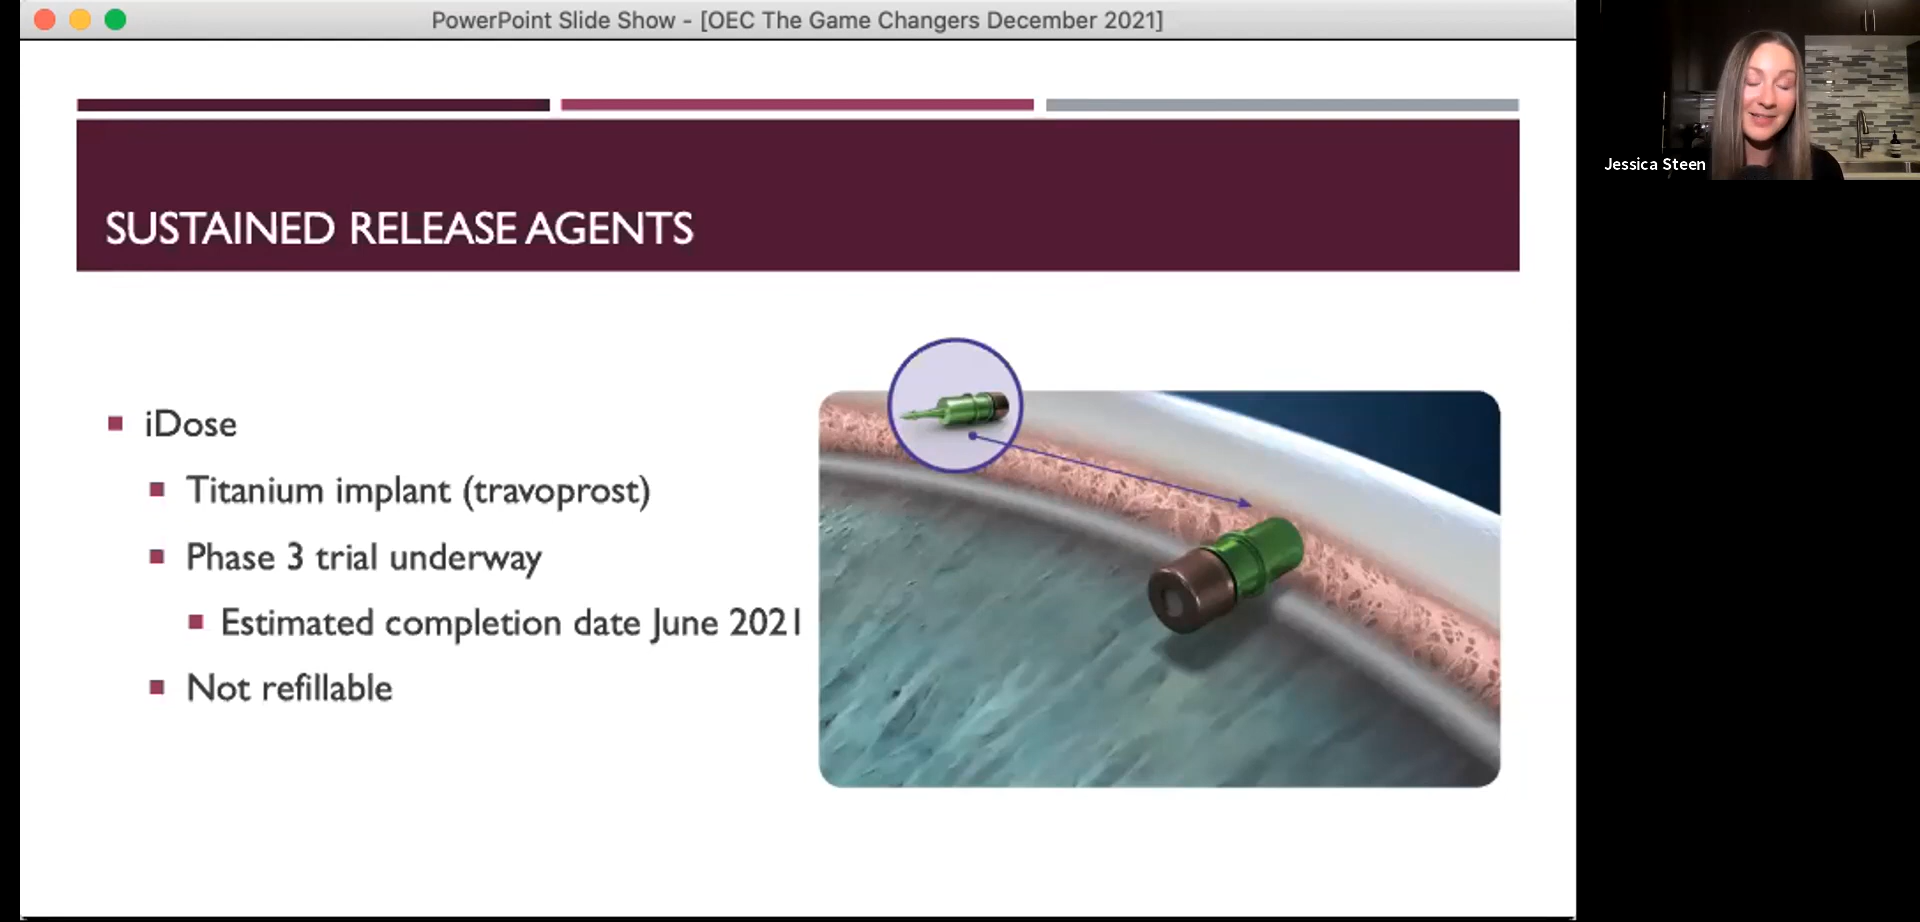 PowerPoint Slide Show - [OEC The Game Changers December 2021]
Jessica Steen
SUSTAINED RELEASE AGENTS
iDose
Titanium implant (travoprost)
Phase 3 trial underway
Estimated completion date June 2021
Not refillable